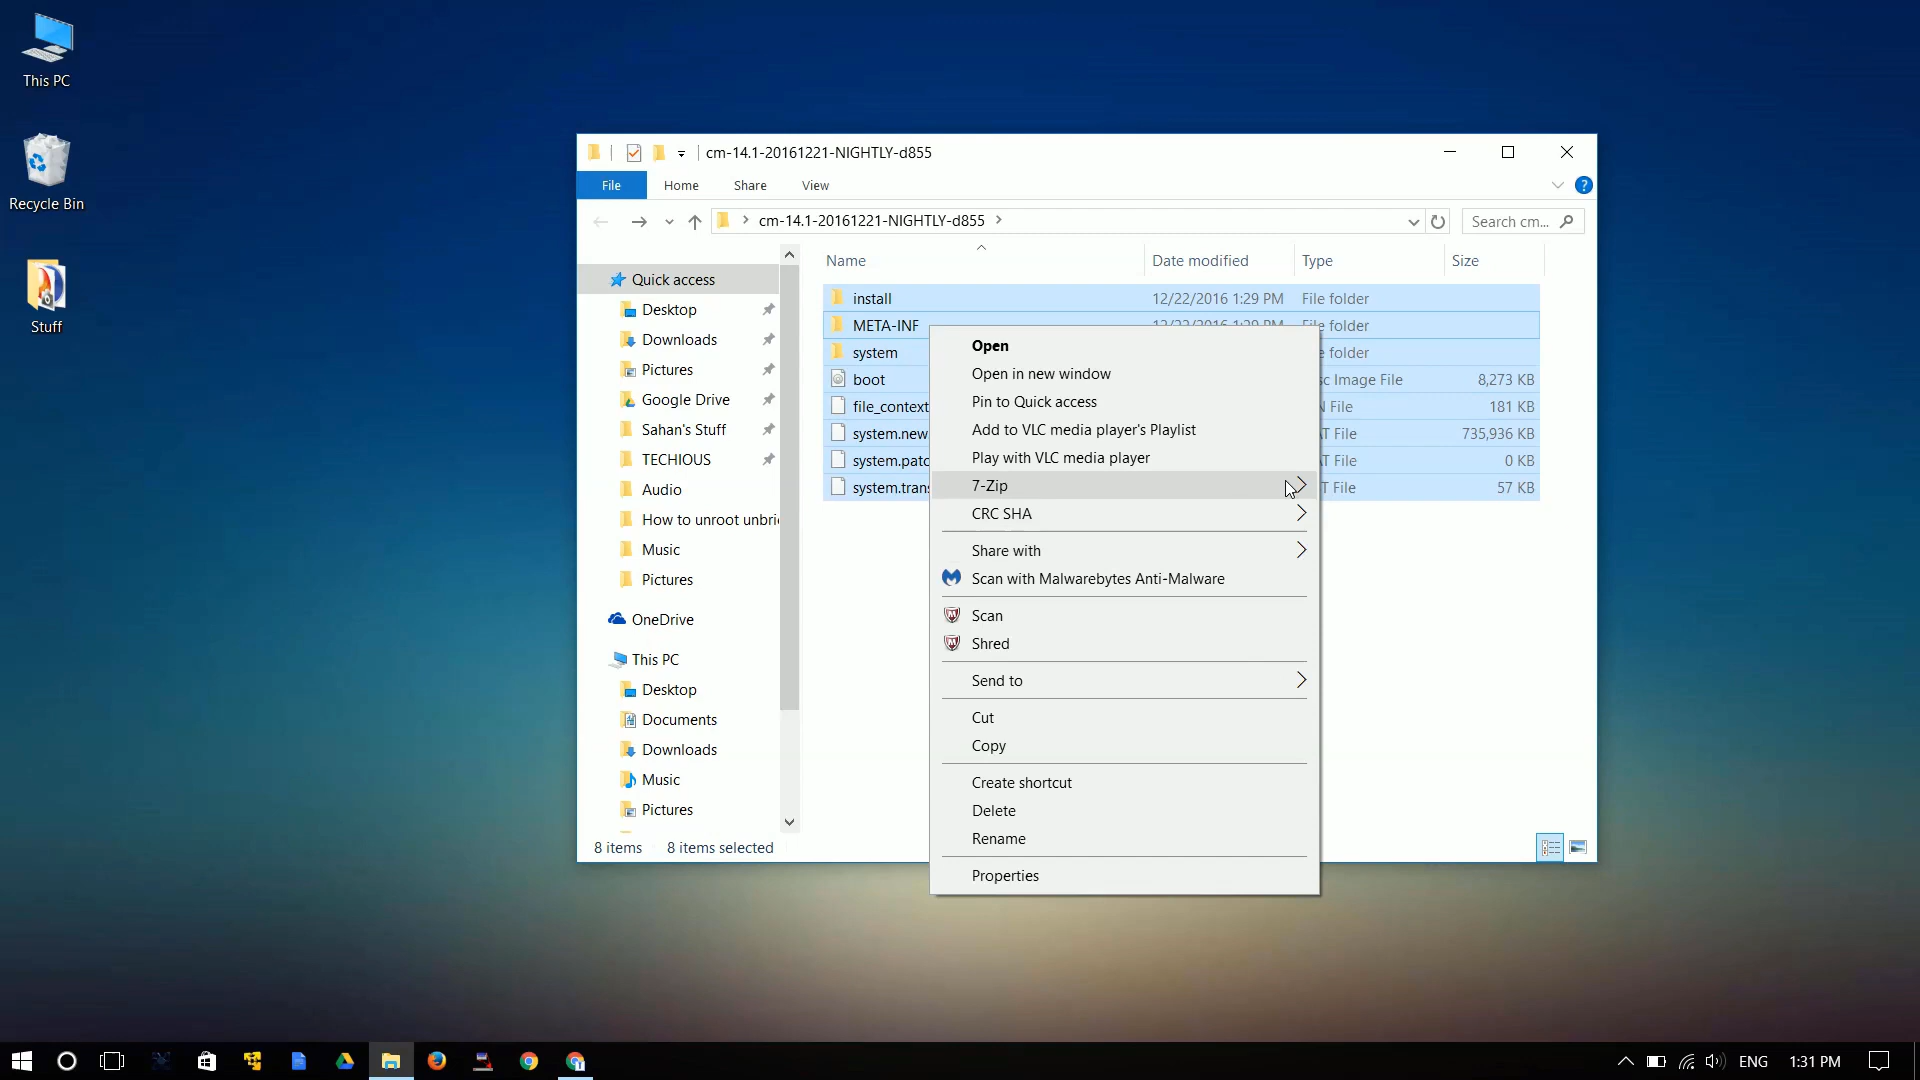 This PC
Recycle Bin
Stuff
cm-14.1-20161221-NIGHTLY-d855
File Home Share View
cm-14.1-20161221-NIGHTLY-d855
Search cm...
Name Date modified Type Size
Quick access
Desktop
Downloads
Pictures
Google Drive
Sahan's Stuff
TECHIOUS
Audio
How to unroot unbri
Music
Pictures
OneDrive
This PC
Desktop
Documents
Downloads
Music
Pictures
install 12/22/2016 1:29 PM File folder
META-INF 12/22/2016 1:29 PM File folder
system e folder
boot sc Image File 8,273 KB
file_context N File 181 KB
system.new AT File 735,936 KB
system.patc AT File 0 KB
system.trans T File 57 KB
Open
Open in new window
Pin to Quick access
Add to VLC media player's Playlist
Play with VLC media player
7-Zip
CRC SHA
Share with
Scan with Malwarebytes Anti-Malware
Scan
Shred
Send to
Cut
Copy
Create shortcut
Delete
Rename
Properties
8 items 8 items selected
ENG 1:31 PM